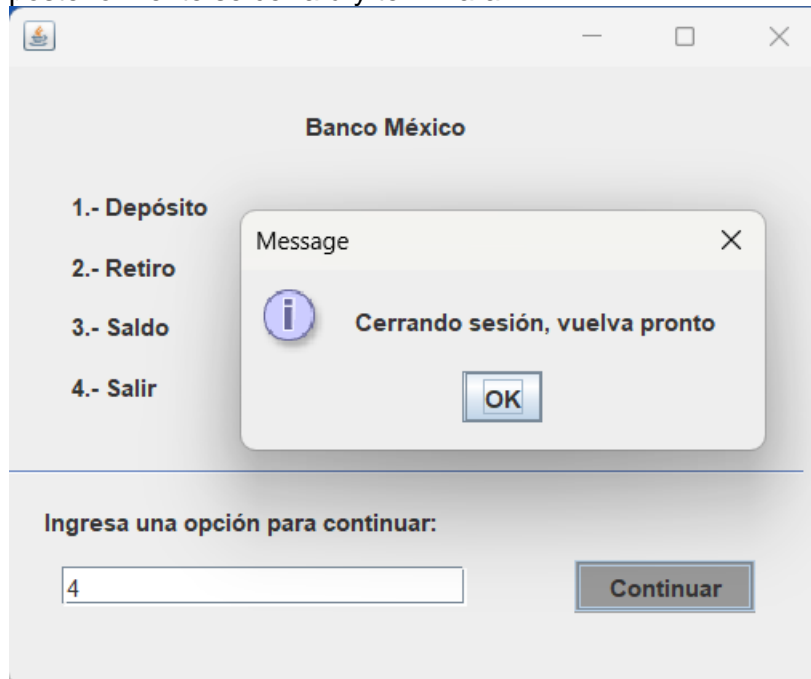 Banco México
1.- Depósito
Message
2.- Retiro
Cerrando sesión, vuelva pronto
3.- Saldo
4.- Salir
OK
Ingresa una opción para continuar:
4
Continuar